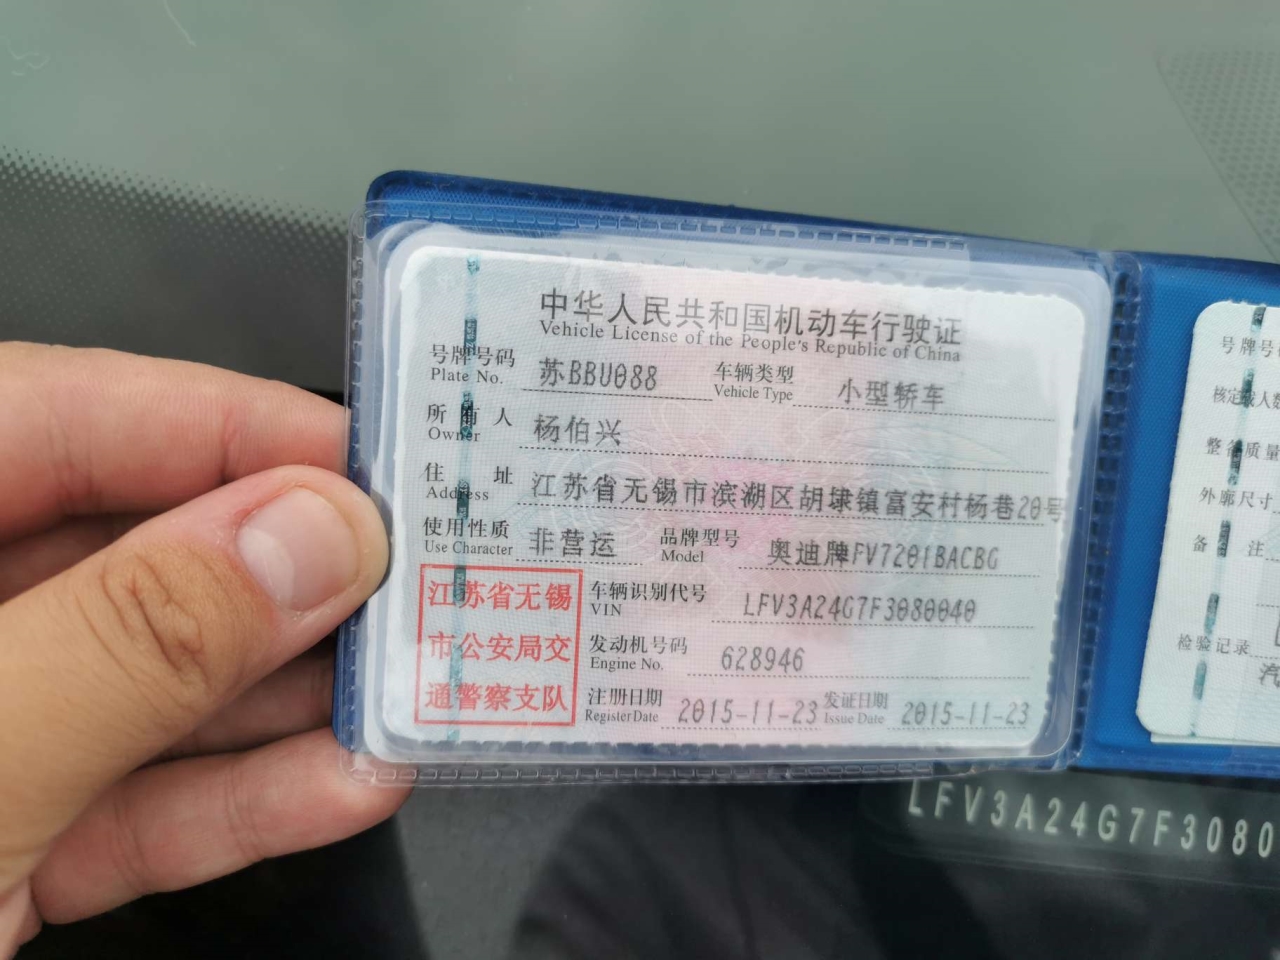 中华人民共和国机动车行驶证
Vehicle License of the People's Republic of China
号牌号码 苏BBU088 车辆类型 小型轿车
Plate No. Vehicle Type
所有人 杨伯兴
Owner
住址 江苏省无锡市滨湖区胡埭镇富安村杨巷20号
Address
使用性质 非营运 品牌型号 奥迪牌FV7201BACBG
Use Character Model
车辆识别代号 LFV3A24G7F3080040
VIN
发动机号码 628946
Engine No.
注册日期 2015-11-23 发证日期 2015-11-23
Register Date Issue Date
江苏省无锡
市公安局交
通警察支队
号牌号
核定载人数
整备质量
外廓尺寸
备注
检验记录
LFV3A24G7F3080